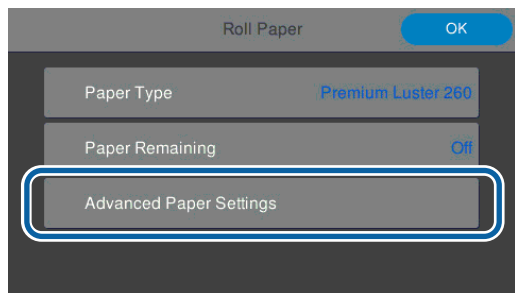 Roll Paper OK
Paper Type Premium Luster 260
Paper Remaining Off
Advanced Paper Settings